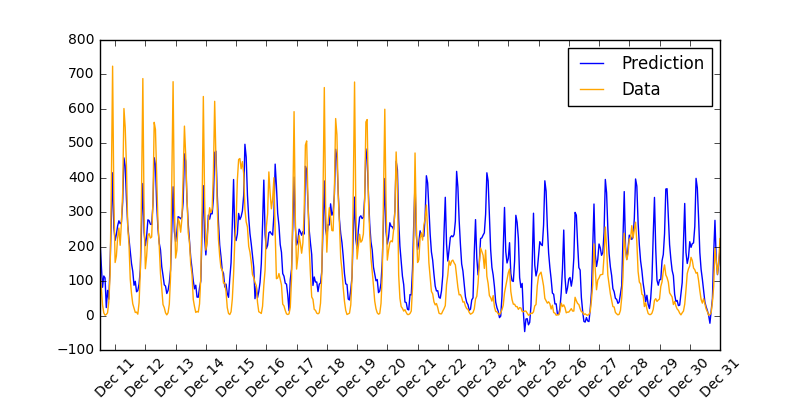 800
700
600
500
400
300
200
100
0
−100
Prediction
Data
Dec 11
Dec 12
Dec 13
Dec 14
Dec 15
Dec 16
Dec 17
Dec 18
Dec 19
Dec 20
Dec 21
Dec 22
Dec 23
Dec 24
Dec 25
Dec 26
Dec 27
Dec 28
Dec 29
Dec 30
Dec 31